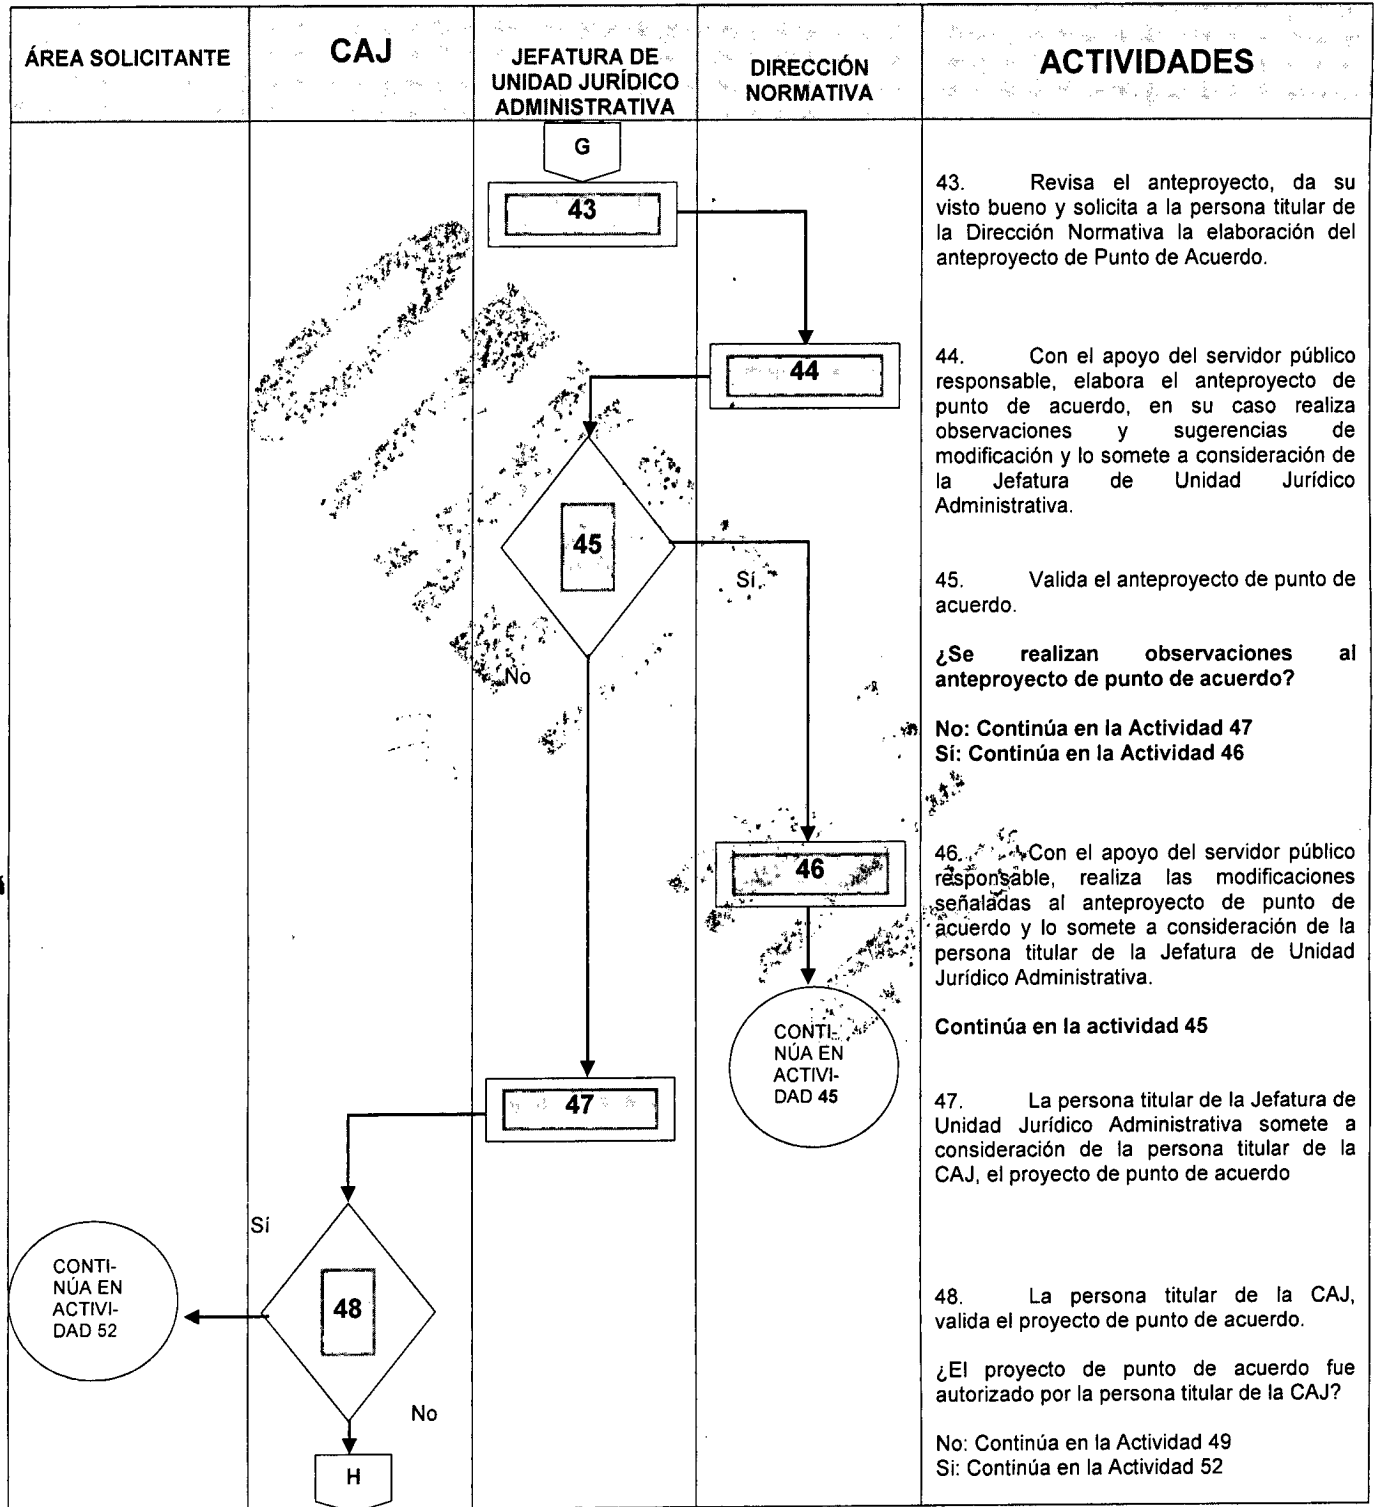 ÁREA SOLICITANTE
CAJ
JEFATURA DE
UNIDAD JURÍDICO
ADMINISTRATIVA
DIRECCIÓN
NORMATIVA
ACTIVIDADES
G
43
44
45
Sí
No
46
CONTI-
NÚA EN
ACTIVI-
DAD 45
47
Sí
CONTI-
NÚA EN
ACTIVI-
DAD 52
48
No
H
43. Revisa el anteproyecto, da su
visto bueno y solicita a la persona titular de
la Dirección Normativa la elaboración del
anteproyecto de Punto de Acuerdo.
44. Con el apoyo del servidor público
responsable, elabora el anteproyecto de
punto de acuerdo, en su caso realiza
observaciones y sugerencias de
modificación y lo somete a consideración de
la Jefatura de Unidad Jurídico
Administrativa.
45. Valida el anteproyecto de punto de
acuerdo.
¿Se realizan observaciones al
anteproyecto de punto de acuerdo?
No: Continúa en la Actividad 47
Si: Continúa en la Actividad 46
46. Con el apoyo del servidor público
responsable, realiza las modificaciones
señaladas al anteproyecto de punto de
acuerdo y lo somete a consideración de la
persona titular de la Jefatura de Unidad
Jurídico Administrativa.
Continúa en la actividad 45
47. La persona titular de la Jefatura de
Unidad Jurídico Administrativa somete a
consideración de la persona titular de la
CAJ, el proyecto de punto de acuerdo
48. La persona titular de la CAJ,
valida el proyecto de punto de acuerdo.
¿El proyecto de punto de acuerdo fue
autorizado por la persona titular de la CAJ?
No: Continúa en la Actividad 49
Si: Continúa en la Actividad 52